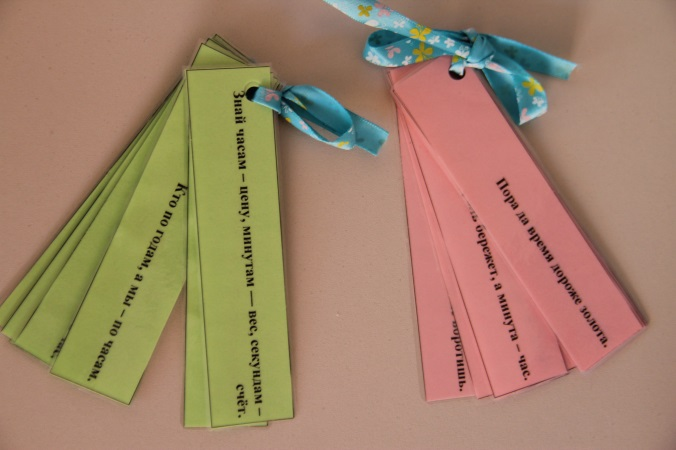 Знай часам – цену, минутам — вес, секундам –
счёт.
Кто по годам, а мы – по часам.
Пора да время дороже золота.
бережет, а минута – час.
воротишь.